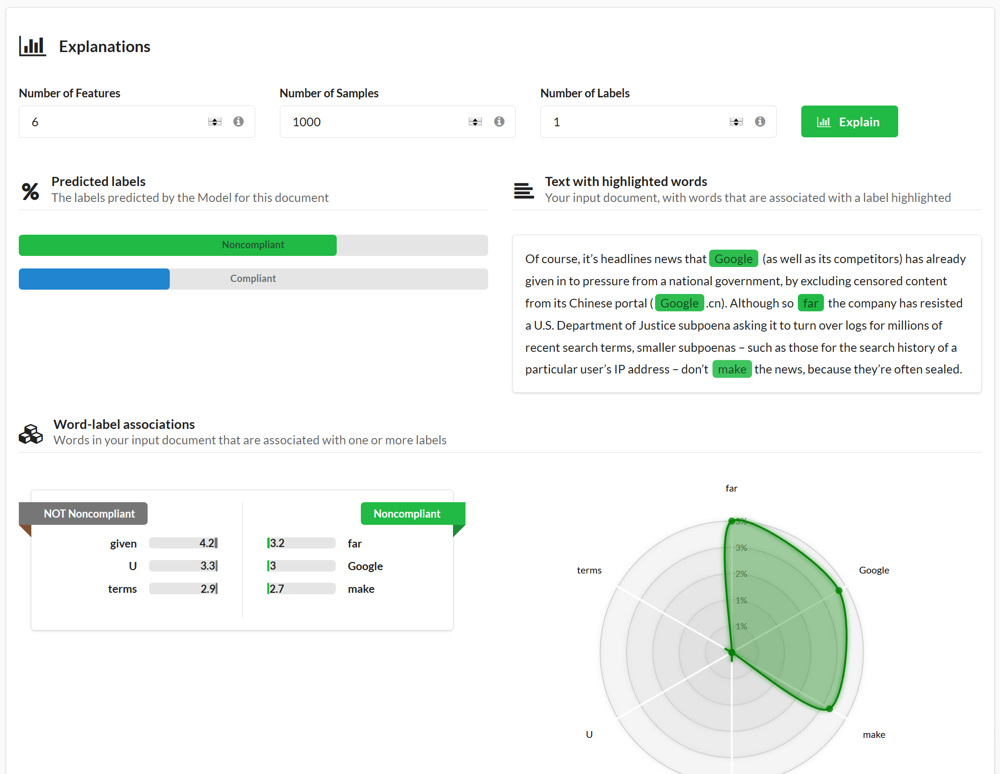 Explanations
Number of Features
Number of Samples
Number of Labels
6
1000
1
Explain
%
Predicted labels
The labels predicted by the Model for this document
Noncompliant
Compliant
Text with highlighted words
Your input document, with words that are associated with a label highlighted
Of course, it’s headlines news that Google (as well as its competitors) has already
given in to pressure from a national government, by excluding censored content
from its Chinese portal ( Google .cn). Although so far the company has resisted
a U.S. Department of Justice subpoena asking it to turn over logs for millions of
recent search terms, smaller subpoenas – such as those for the search history of a
particular user’s IP address – don’t make the news, because they’re often sealed.
Word-label associations
Words in your input document that are associated with one or more labels
NOT Noncompliant
given 4.2
U 3.3
terms 2.9
Noncompliant
3.2 far
3 Google
2.7 make
far
3%
3%
2%
1%
1%
terms
Google
U
make